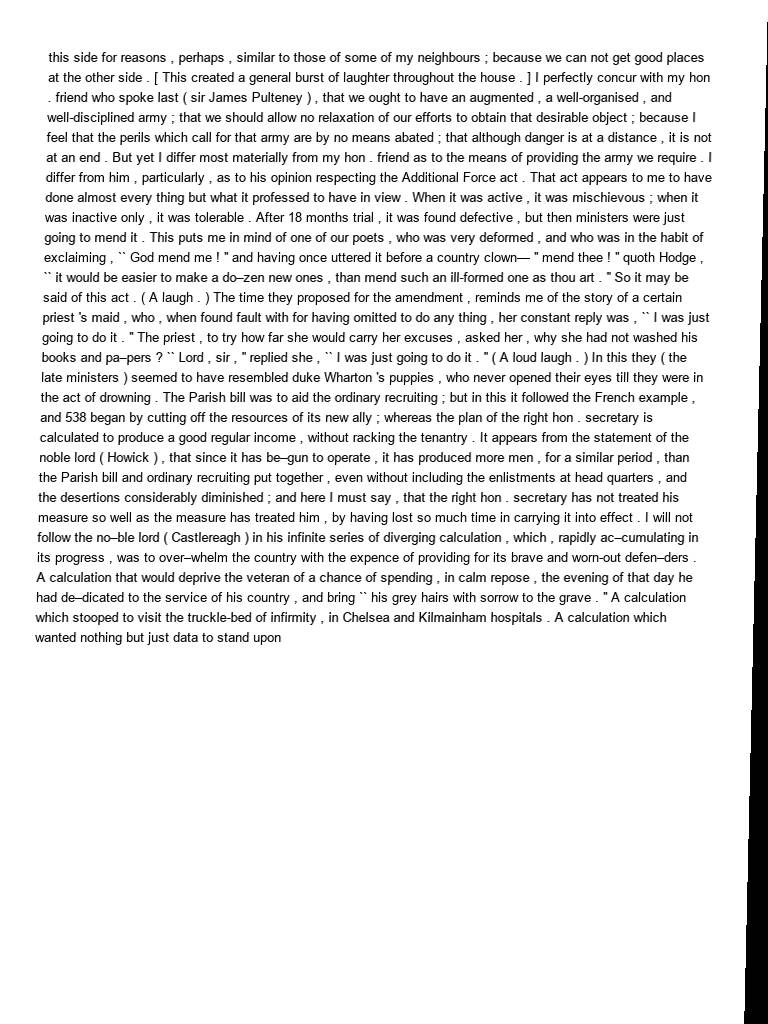 this side for reasons , perhaps , similar to those of some of my neighbours ; because we can not get good places
at the other side . [ This created a general burst of laughter throughout the house . ] I perfectly concur with my hon
. friend who spoke last ( sir James Pulteney ) , that we ought to have an augmented , a well-organised , and
well-disciplined army ; that we should allow no relaxation of our efforts to obtain that desirable object ; because I
feel that the perils which call for that army are by no means abated ; that although danger is at a distance , it is not
at an end . But yet I differ most materially from my hon . friend as to the means of providing the army we require . I
differ from him , particularly , as to his opinion respecting the Additional Force act . That act appears to me to have
done almost every thing but what it professed to have in view . When it was active , it was mischievous ; when it
was inactive only , it was tolerable . After 18 months trial , it was found defective , but then ministers were just
going to mend it . This puts me in mind of one of our poets , who was very deformed , and who was in the habit of
exclaiming , `` God mend me ! " and having once uttered it before a country clown— " mend thee ! " quoth Hodge ,
`` it would be easier to make a do–zen new ones , than mend such an ill-formed one as thou art . " So it may be
said of this act . ( A laugh . ) The time they proposed for the amendment , reminds me of the story of a certain
priest 's maid , who , when found fault with for having omitted to do any thing , her constant reply was , `` I was just
going to do it . " The priest , to try how far she would carry her excuses , asked her , why she had not washed his
books and pa–pers ? `` Lord , sir , " replied she , `` I was just going to do it . " ( A loud laugh . ) In this they ( the
late ministers ) seemed to have resembled duke Wharton 's puppies , who never opened their eyes till they were in
the act of drowning . The Parish bill was to aid the ordinary recruiting ; but in this it followed the French example ,
and 538 began by cutting off the resources of its new ally ; whereas the plan of the right hon . secretary is
calculated to produce a good regular income , without racking the tenantry . It appears from the statement of the
noble lord ( Howick ) , that since it has be–gun to operate , it has produced more men , for a similar period , than
the Parish bill and ordinary recruiting put together , even without including the enlistments at head quarters , and
the desertions considerably diminished ; and here I must say , that the right hon . secretary has not treated his
measure so well as the measure has treated him , by having lost so much time in carrying it into effect . I will not
follow the no–ble lord ( Castlereagh ) in his infinite series of diverging calculation , which , rapidly ac–cumulating in
its progress , was to over–whelm the country with the expence of providing for its brave and worn-out defen–ders .
A calculation that would deprive the veteran of a chance of spending , in calm repose , the evening of that day he
had de–dicated to the service of his country , and bring `` his grey hairs with sorrow to the grave . " A calculation
which stooped to visit the truckle-bed of infirmity , in Chelsea and Kilmainham hospitals . A calculation which
wanted nothing but just data to stand upon